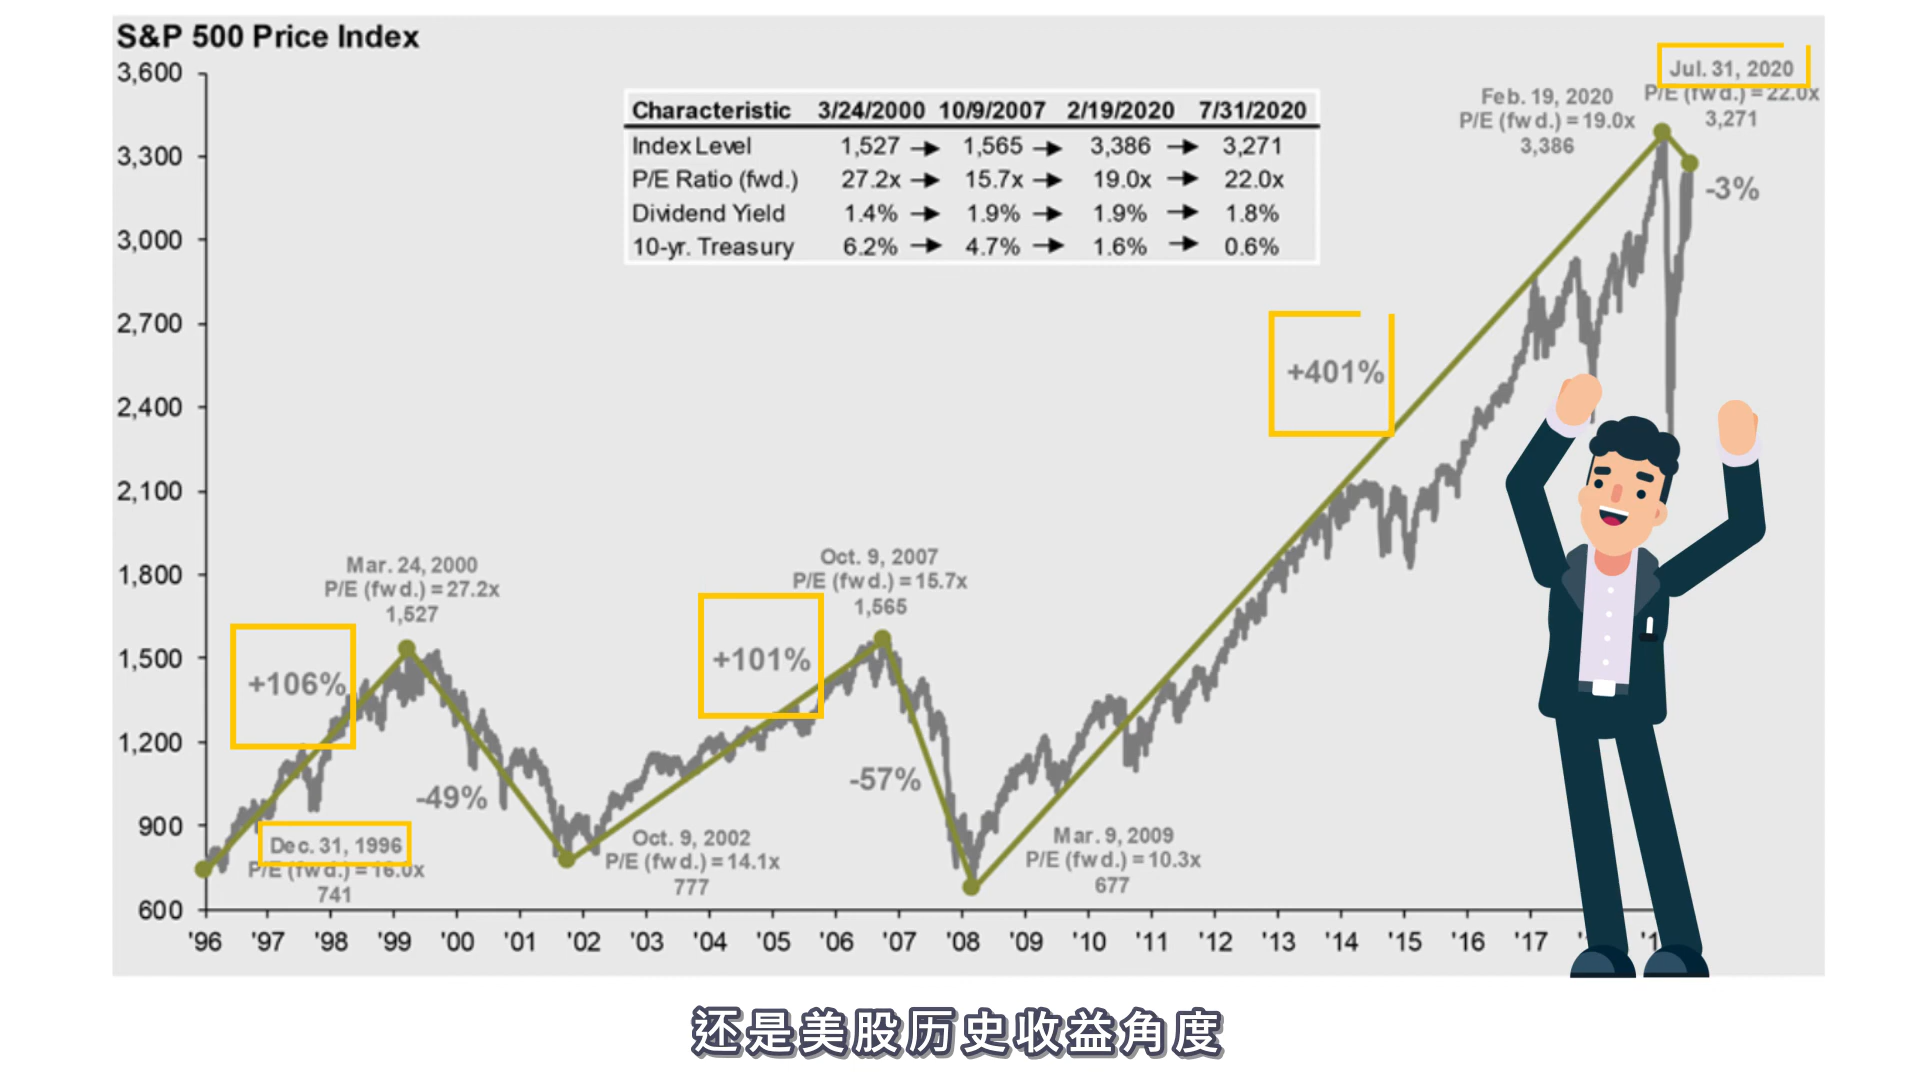 S&P 500 Price Index
3,600
3,300
3,000
2,700
2,400
2,100
1,800
1,500
1,200
900
600
Characteristic 3/24/2000 10/9/2007 2/19/2020 7/31/2020
Index Level 1,527 1,565 3,386 3,271
P/E Ratio (fwd.) 27.2x 15.7x 19.0x 22.0x
Dividend Yield 1.4% 1.9% 1.9% 1.8%
10-yr. Treasury 6.2% 4.7% 1.6% 0.6%
Jul. 31, 2020
P/E (fwd.) = 22.0x
3,271
Feb. 19, 2020
P/E (fwd.) = 19.0x
3,386
-3%
+401%
Mar. 24, 2000
P/E (fwd.) = 27.2x
1,527
Oct. 9, 2007
P/E (fwd.) = 15.7x
1,565
+106%
+101%
-49%
-57%
Dec. 31, 1996
P/E (fwd.) = 16.0x
741
Oct. 9, 2002
P/E (fwd.) = 14.1x
777
Mar. 9, 2009
P/E (fwd.) = 10.3x
677
'96 '97 '98 '99 '00 '01 '02 '03 '04 '05 '06 '07 '08 '09 '10 '11 '12 '13 '14 '15 '16 '17
还是美股历史收益角度